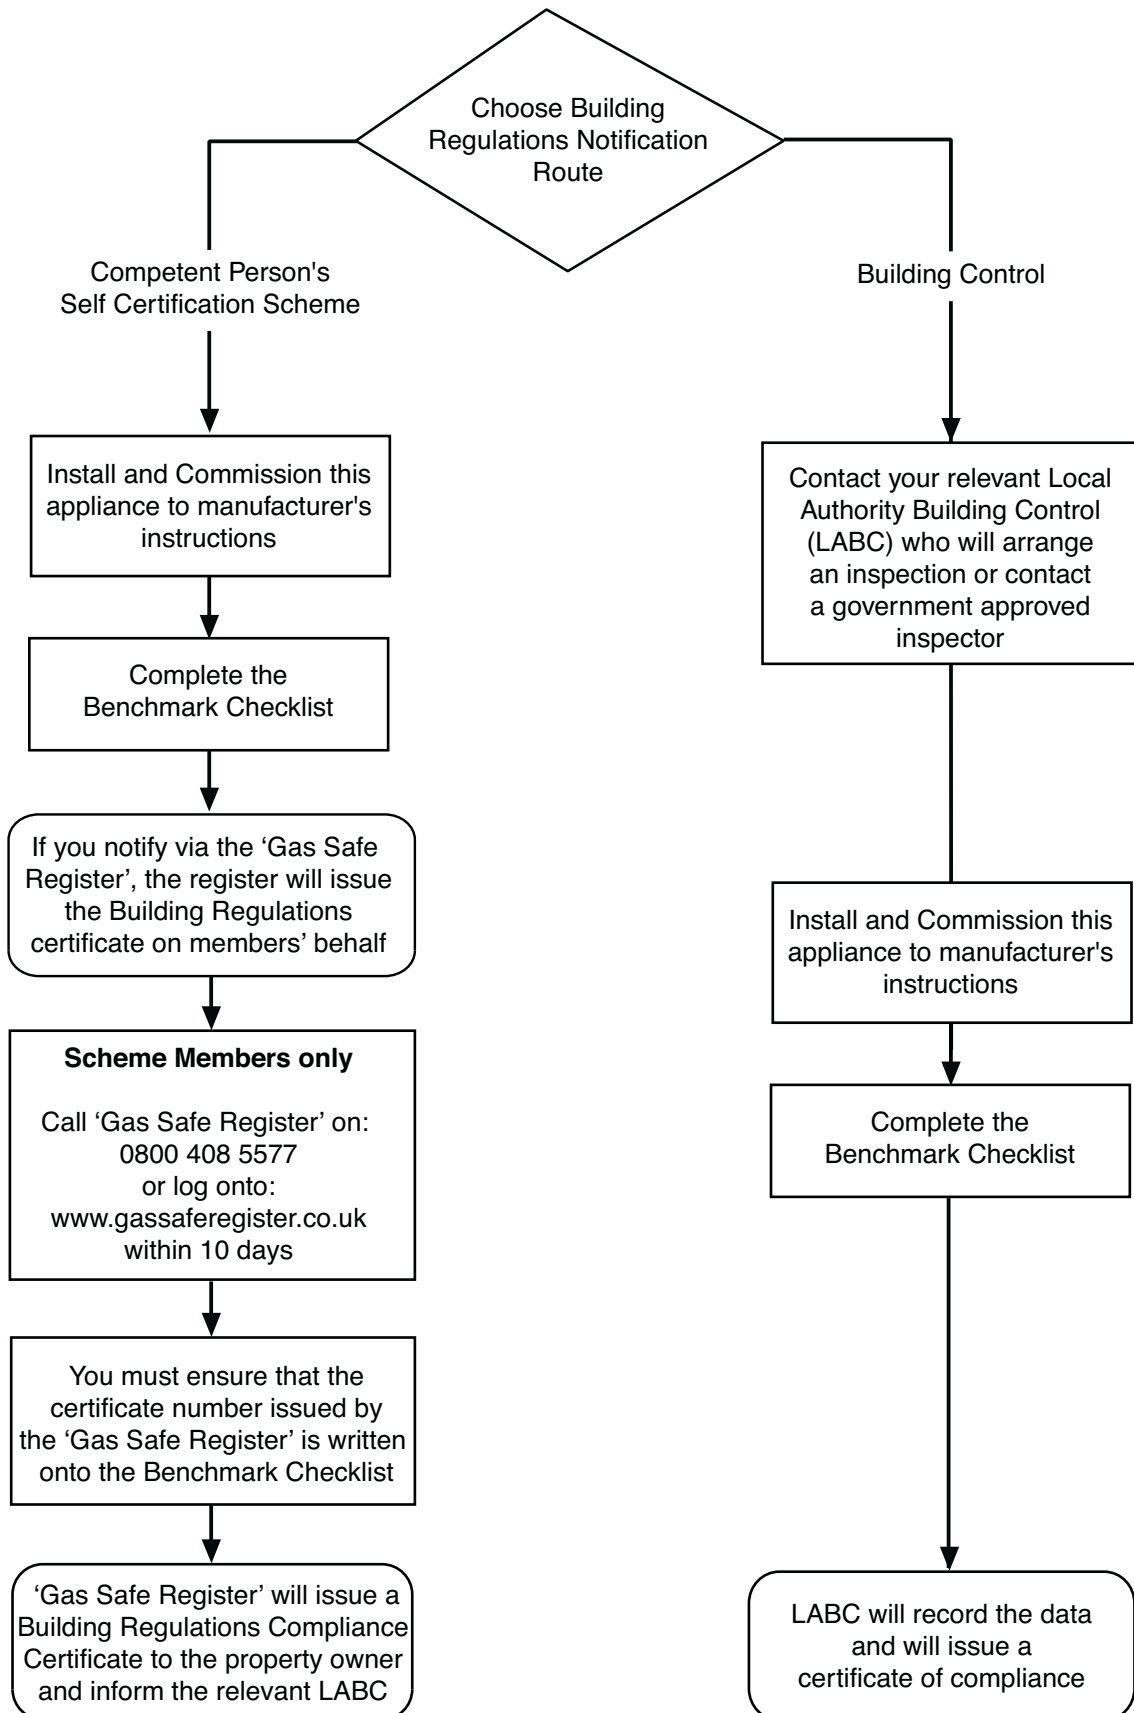 Choose Building
Regulations Notification
Route
Competent Person's
Self Certification Scheme
Building Control
Install and Commission this
appliance to manufacturer's
instructions
Contact your relevant Local
Authority Building Control
(LABC) who will arrange
an inspection or contact
a government approved
inspector
Complete the
Benchmark Checklist
If you notify via the ‘Gas Safe
Register’, the register will issue
the Building Regulations
certificate on members’ behalf
Install and Commission this
appliance to manufacturer's
instructions
Scheme Members only
Call ‘Gas Safe Register’ on:
0800 408 5577
or log onto:
www.gassaferegister.co.uk
within 10 days
Complete the
Benchmark Checklist
You must ensure that the
certificate number issued by
the ‘Gas Safe Register’ is written
onto the Benchmark Checklist
‘Gas Safe Register’ will issue a
Building Regulations Compliance
Certificate to the property owner
and inform the relevant LABC
LABC will record the data
and will issue a
certificate of compliance